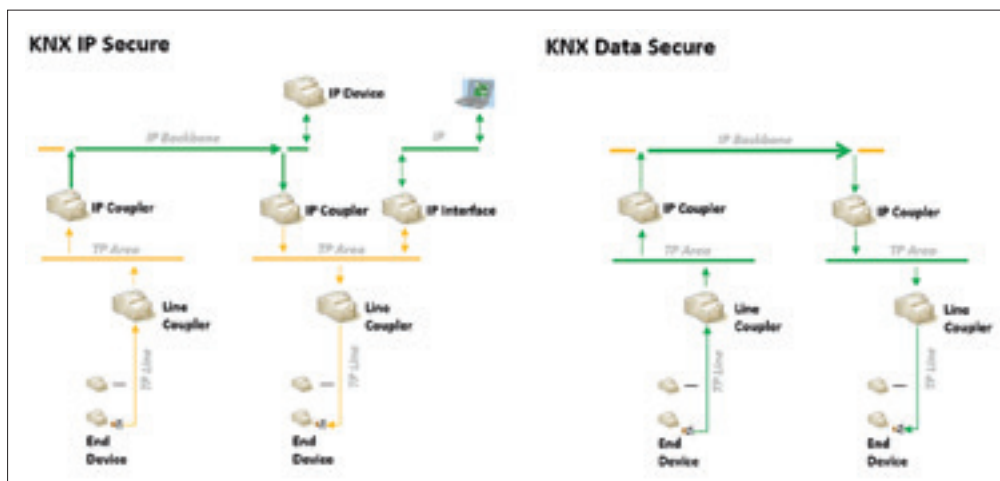 KNX IP Secure
IP Device
IP Backbone
IP
IP Coupler
IP Coupler
IP Interface
TP Area
TP Area
Line
Coupler
Line
Coupler
TP Line
TP Line
End
Device
End
Device
KNX Data Secure
IP Backbone
IP Coupler
IP Coupler
TP Area
TP Area
Line
Coupler
Line
Coupler
TP Line
TP Line
End
Device
End
Device